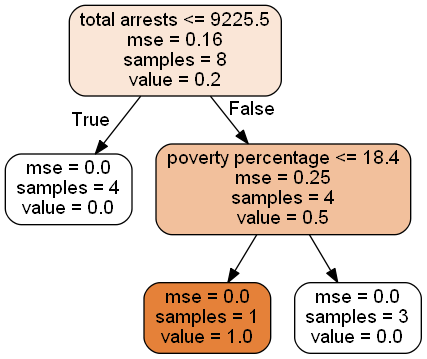 total arrests <= 9225.5
mse = 0.16
samples = 8
value = 0.2
True
False
mse = 0.0
samples = 4
value = 0.0
poverty percentage <= 18.4
mse = 0.25
samples = 4
value = 0.5
mse = 0.0
samples = 1
value = 1.0
mse = 0.0
samples = 3
value = 0.0